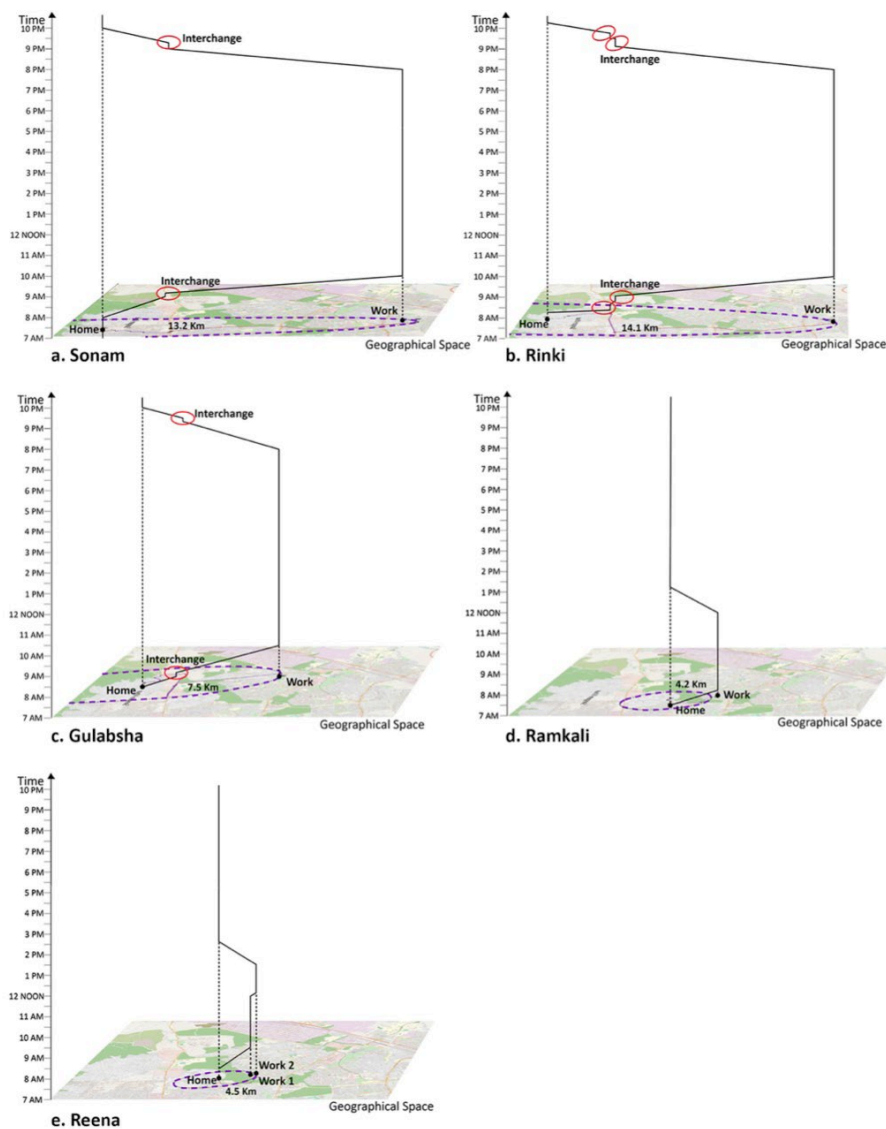 Time
10 PM
9 PM
8 PM
7 PM
6 PM
5 PM
4 PM
3 PM
2 PM
1 PM
12 NOON
11 AM
10 AM
9 AM
8 AM
7 AM
Interchange
Interchange
Home
13.2 Km
Work
Geographical Space
a. Sonam
Time
10 PM
9 PM
8 PM
7 PM
6 PM
5 PM
4 PM
3 PM
2 PM
1 PM
12 NOON
11 AM
10 AM
9 AM
8 AM
7 AM
Interchange
Interchange
Home
14.1 Km
Work
Geographical Space
b. Rinki
Time
10 PM
9 PM
8 PM
7 PM
6 PM
5 PM
4 PM
3 PM
2 PM
1 PM
12 NOON
11 AM
10 AM
9 AM
8 AM
7 AM
Interchange
Interchange
Home
7.5 Km
Work
Geographical Space
c. Gulabsha
Time
10 PM
9 PM
8 PM
7 PM
6 PM
5 PM
4 PM
3 PM
2 PM
1 PM
12 NOON
11 AM
10 AM
9 AM
8 AM
7 AM
4.2 Km
Work
Home
Geographical Space
d. Ramkali
Time
10 PM
9 PM
8 PM
7 PM
6 PM
5 PM
4 PM
3 PM
2 PM
1 PM
12 NOON
11 AM
10 AM
9 AM
8 AM
7 AM
Work 2
Home
Work 1
4.5 Km
Geographical Space
e. Reena